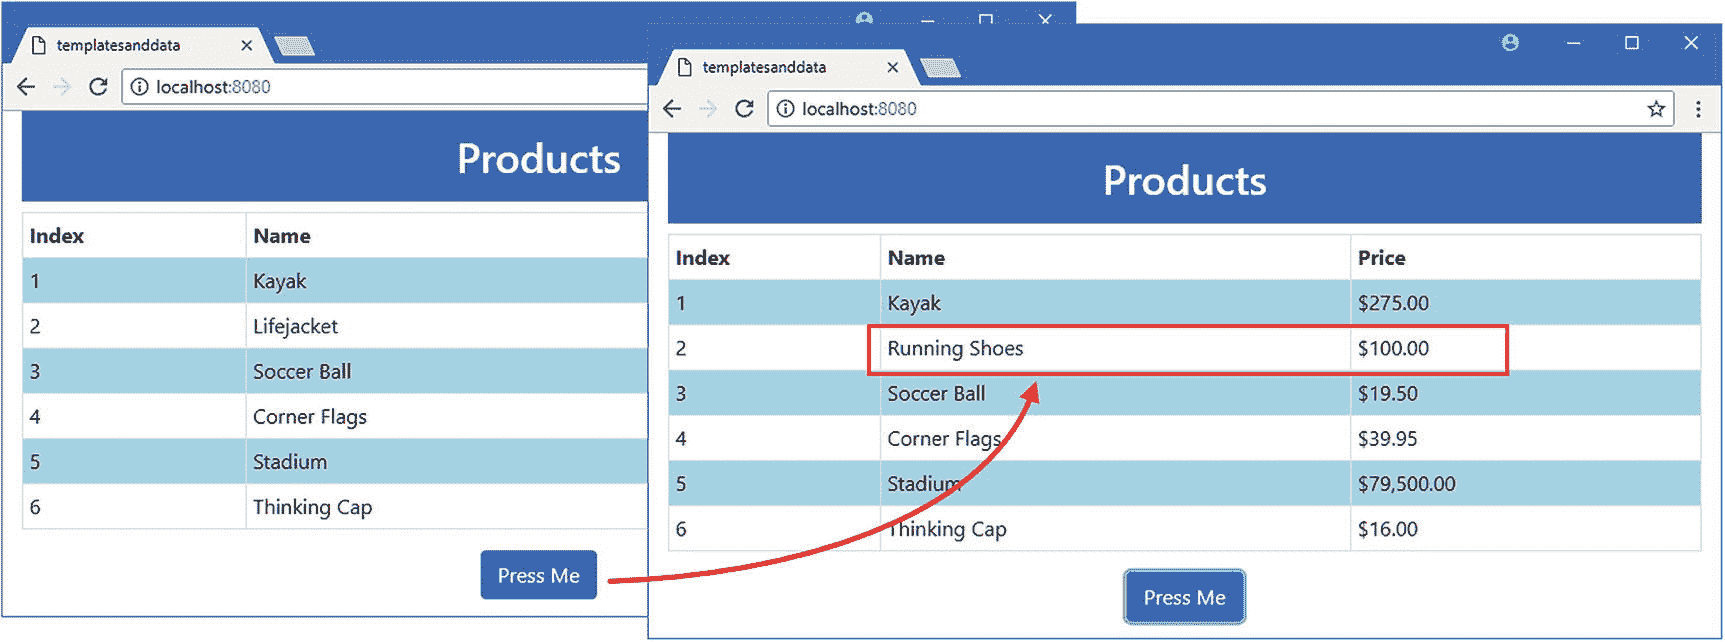 templatesanddata
localhost:8080
Products
Index Name
1 Kayak
2 Lifejacket
3 Soccer Ball
4 Corner Flags
5 Stadium
6 Thinking Cap
Press Me
templatesanddata
localhost:8080
Products
Index Name Price
1 Kayak $275.00
2 Running Shoes $100.00
3 Soccer Ball $19.50
4 Corner Flags $39.95
5 Stadium $79,500.00
6 Thinking Cap $16.00
Press Me